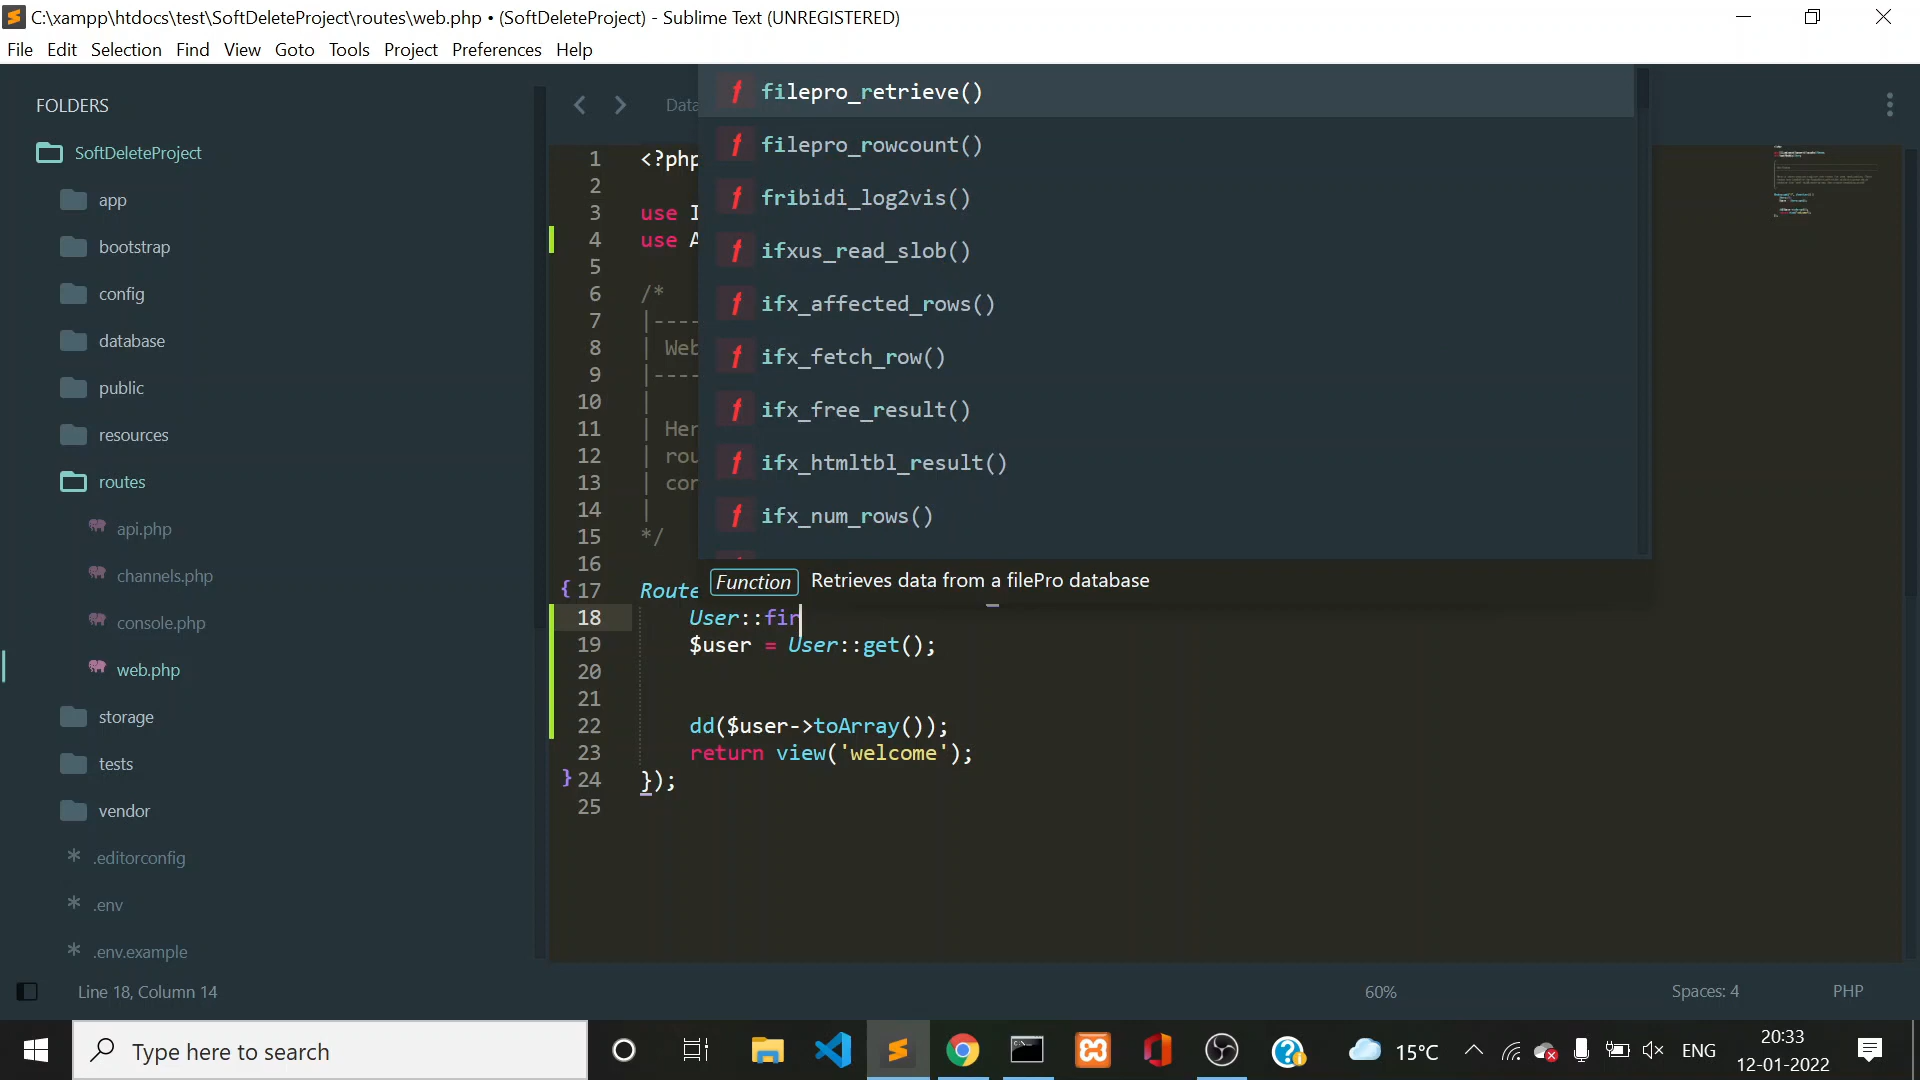 C:\xampp\htdocs\test\SoftDeleteProject\routes\web.php • (SoftDeleteProject) - Sublime Text (UNREGISTERED)
File Edit Selection Find View Goto Tools Project Preferences Help
FOLDERS
SoftDeleteProject
app
bootstrap
config
database
public
resources
routes
api.php
channels.php
console.php
web.php
storage
tests
vendor
.editorconfig
.env
.env.example
Data
filepro_retrieve()
filepro_rowcount()
fribidi_log2vis()
ifxus_read_slob()
ifx_affected_rows()
ifx_fetch_row()
ifx_free_result()
ifx_htmltbl_result()
ifx_num_rows()
Function Retrieves data from a filePro database
1 <?php
2
3 use I
4 use A
5
6 /*
7 |----
8 | Web
9 |----
10 |
11 | Her
12 | rou
13 | con
14 |
15 */
16
17 Route
18 User::fin
19 $user = User::get();
20
21
22 dd($user->toArray());
23 return view('welcome');
24 });
25
Line 18, Column 14 60% Spaces: 4 PHP
Type here to search
15°C ENG 20:33
12-01-2022